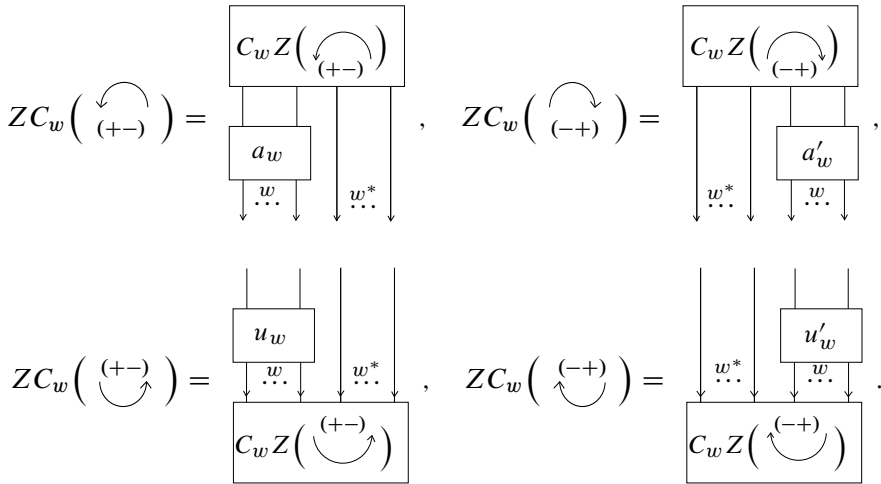 C_w Z( (+−) ) C_w Z( (−+) )
ZC_w( (+−) ) = , ZC_w( (−+) ) = ,
a_w a′_w
w ... w* ... w* ... w ...
u_w u′_w
ZC_w( (+−) ) = w ... w* ... , ZC_w( (−+) ) = w* ... w ... .
C_w Z( (+−) ) C_w Z( (−+) )